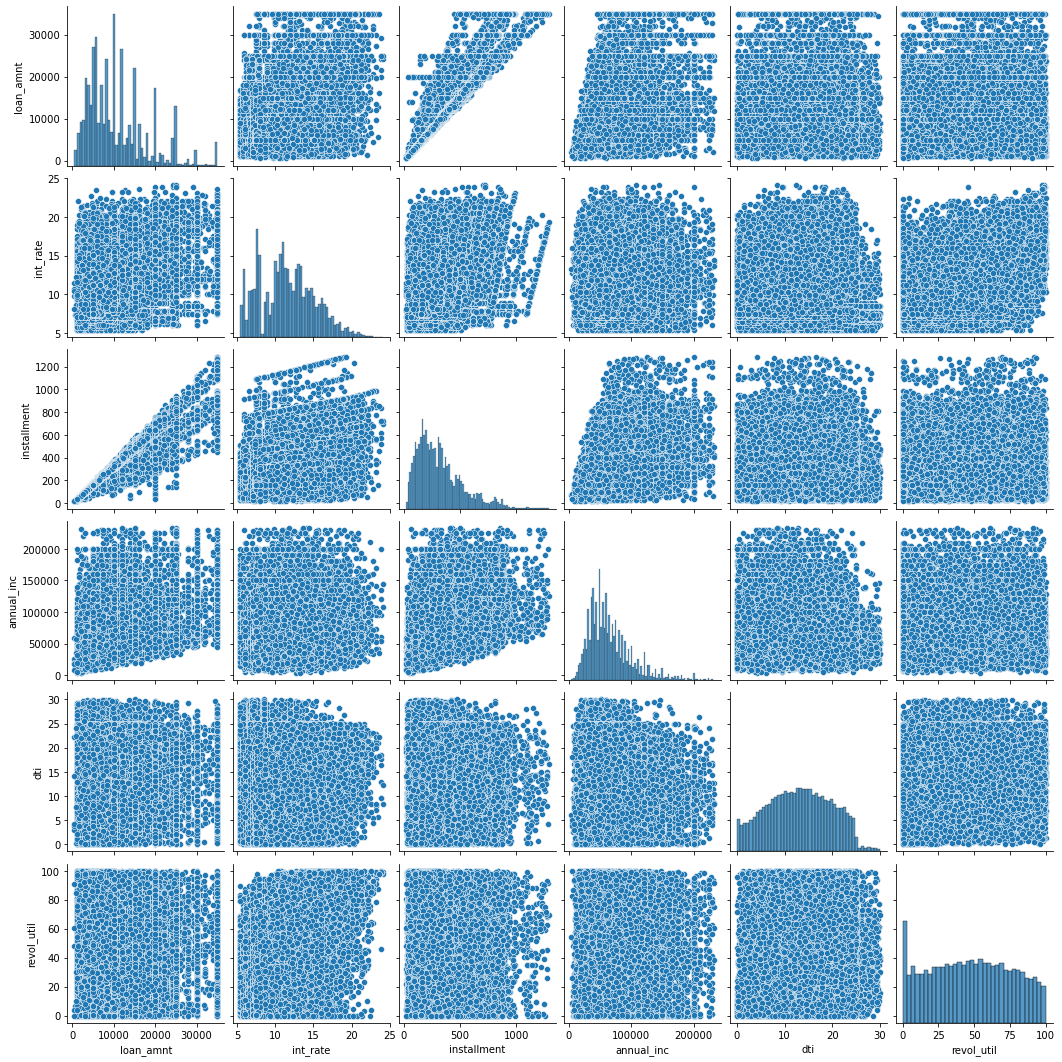 loan_amnt
30000
20000
10000
0
int_rate
25
20
15
10
5
installment
1200
1000
800
600
400
200
0
annual_inc
200000
150000
100000
50000
0
dti
30
25
20
15
10
5
0
revol_util
100
80
60
40
20
0
0 10000 20000 30000
5 10 15 20 25
0 500 1000
0 100000 200000
0 10 20 30
0 25 50 75 100
loan_amnt int_rate installment annual_inc dti revol_util